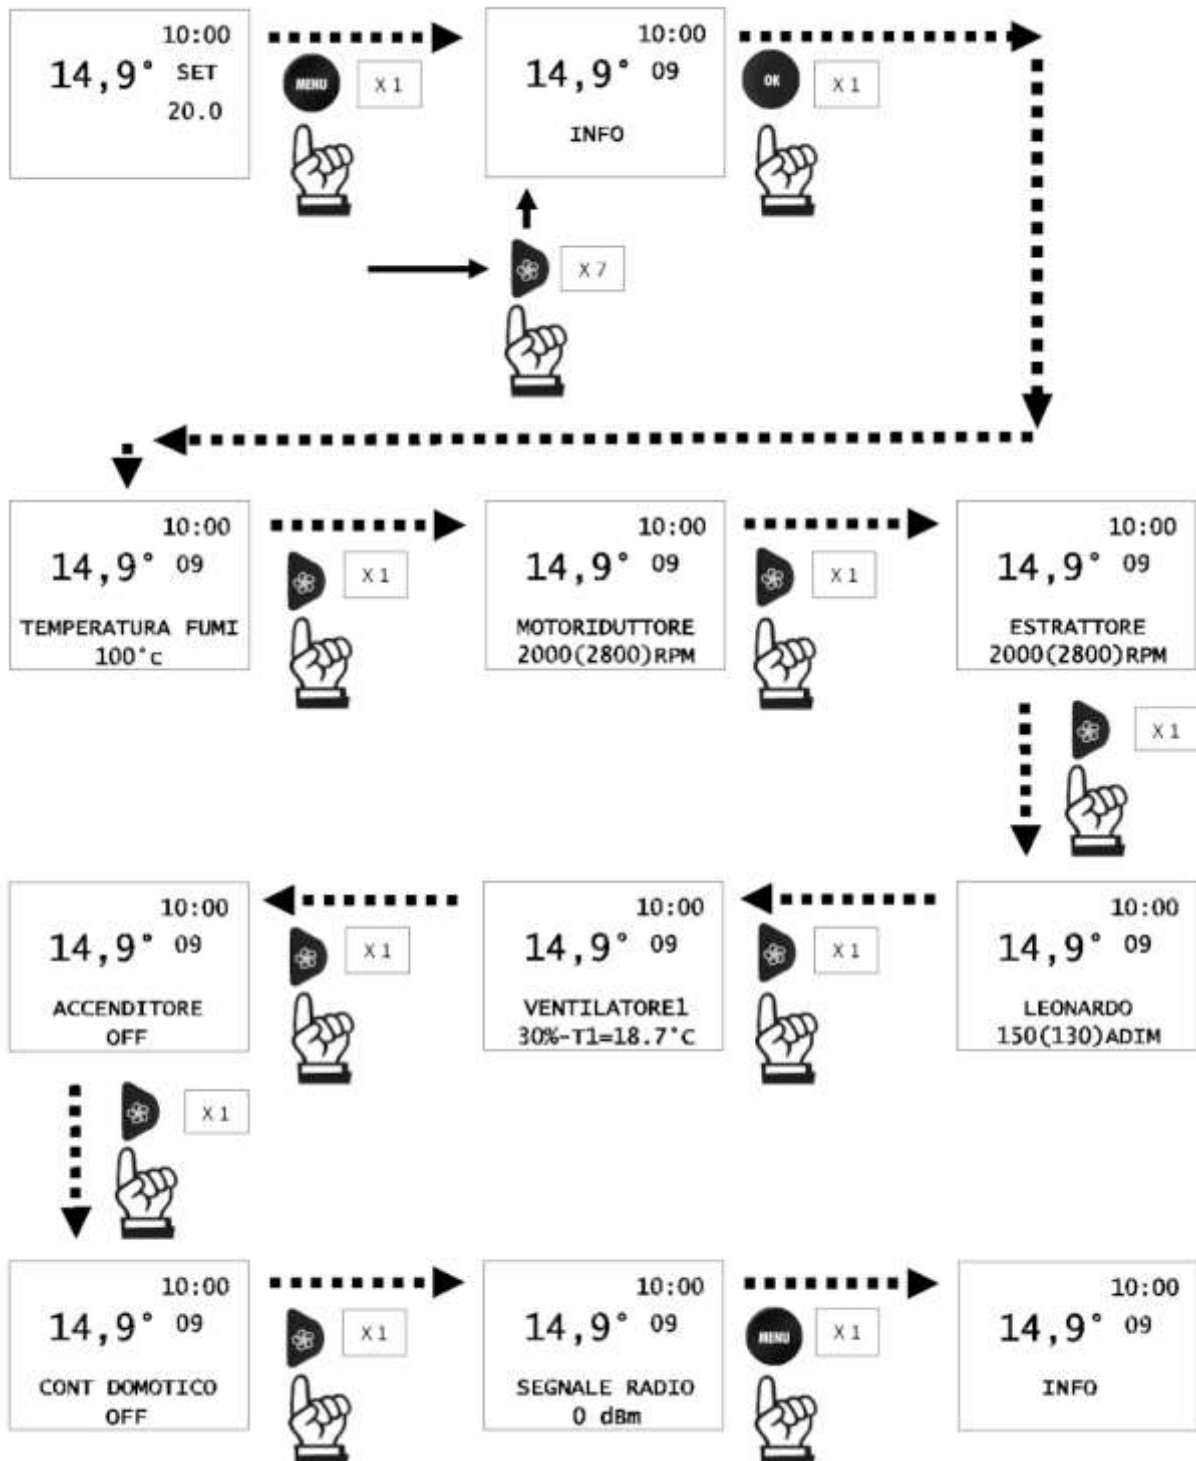 10:00
14,9° SET
20.0
MENU
X 1
10:00
14,9° 09
INFO
OK
X 1
X 7
10:00
14,9° 09
TEMPERATURA FUMI
100°c
X 1
10:00
14,9° 09
MOTORIDUTTORE
2000(2800)RPM
X 1
10:00
14,9° 09
ESTRATTORE
2000(2800)RPM
X 1
10:00
14,9° 09
ACCENDITORE
OFF
X 1
10:00
14,9° 09
VENTILATORE1
30%-T1=18.7°C
X 1
10:00
14,9° 09
LEONARDO
150(130)ADIM
X 1
10:00
14,9° 09
CONT DOMOTICO
OFF
X 1
10:00
14,9° 09
SEGNALE RADIO
0 dBm
MENU
X 1
10:00
14,9° 09
INFO